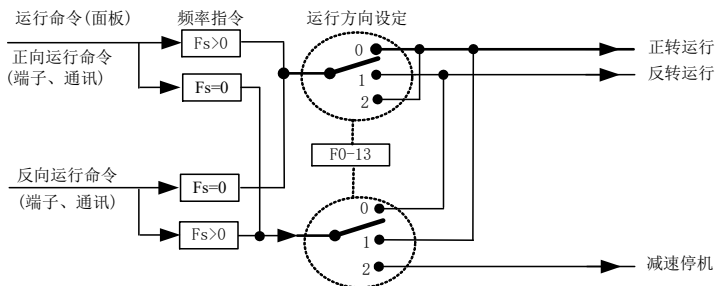 运行命令(面板)
频率指令
运行方向设定
正向运行命令
(端子、通讯)
Fs>0
Fs=0
0
1
2
正转运行
反转运行
F0-13
反向运行命令
(端子、通讯)
Fs=0
Fs>0
0
1
2
减速停机